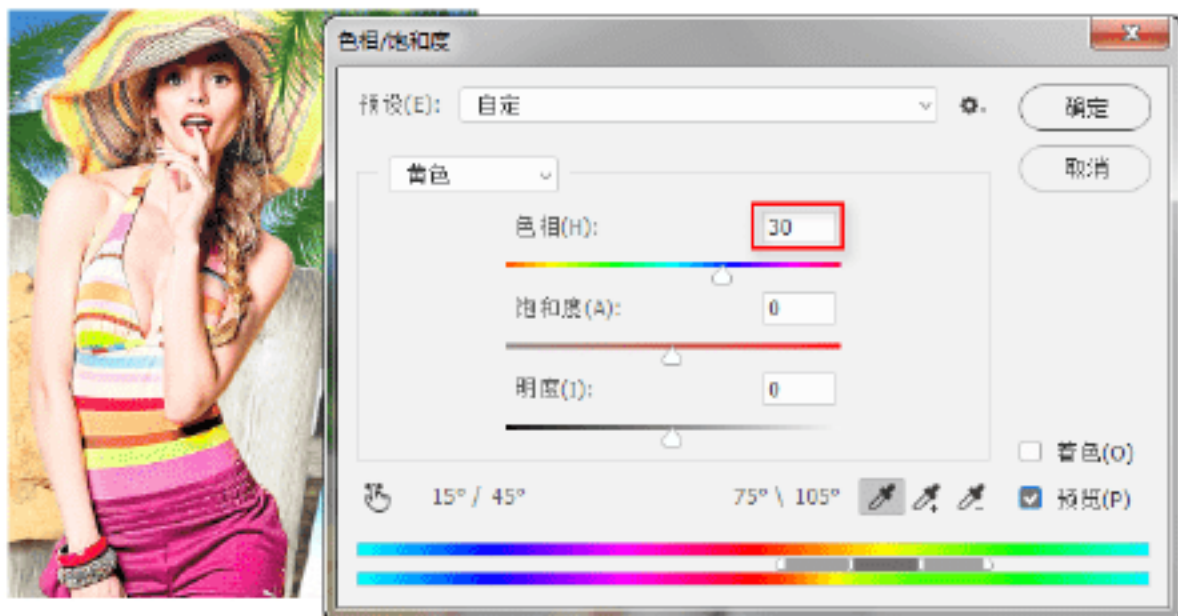 色相/饱和度
预设(E): 自定
确定
取消
黄色
色相(H): 30
饱和度(A): 0
明度(I): 0
着色(O)
15° / 45° 75° \ 105° 预览(P)